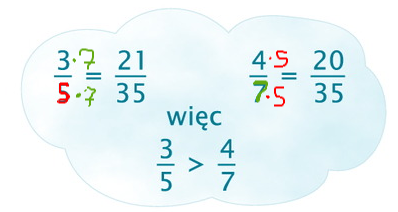 3·7/5·7 = 21/35    4·5/7·5 = 20/35
więc
3/5 > 4/7